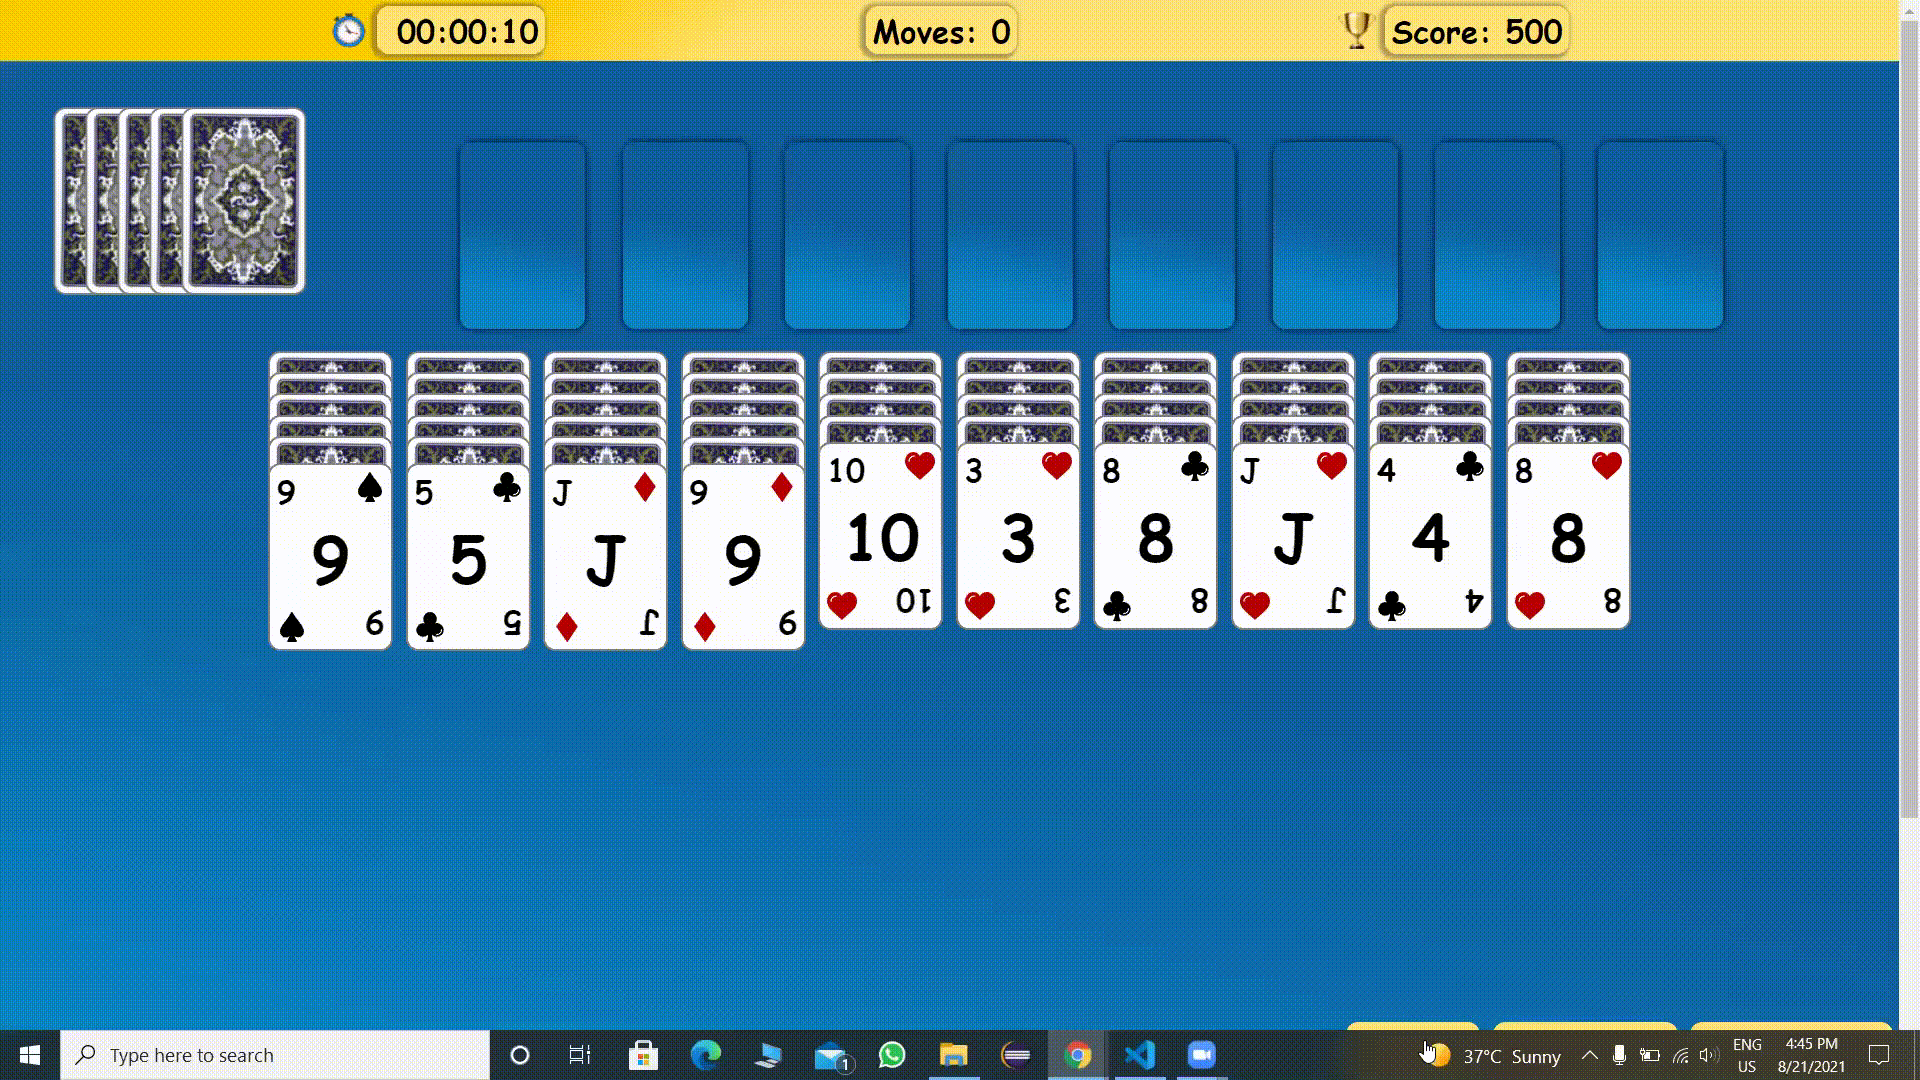 00:00:10 Moves: 0 Score: 500
9 5 J 9 10 3 8 J 4 8
9 5 J 9 10 3 8 J 4 8
9 5 J 9 10 3 8 J 4 8
Type here to search
1
37°C Sunny
ENG
US
4:45 PM
8/21/2021